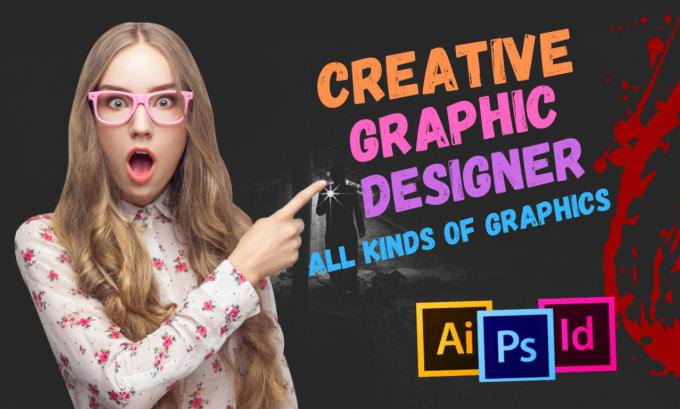 CREATIVE
GRAPHIC
DESIGNER
ALL KINDS OF GRAPHICS
Ai Ps Id